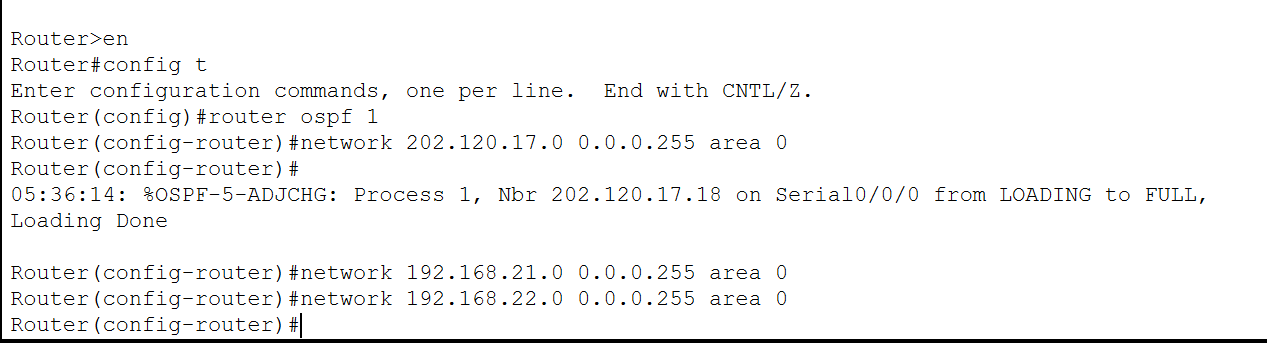 Router>en
Router#config t
Enter configuration commands, one per line.  End with CNTL/Z.
Router(config)#router ospf 1
Router(config-router)#network 202.120.17.0 0.0.0.255 area 0
Router(config-router)#
05:36:14: %OSPF-5-ADJCHG: Process 1, Nbr 202.120.17.18 on Serial0/0/0 from LOADING to FULL,
Loading Done
Router(config-router)#network 192.168.21.0 0.0.0.255 area 0
Router(config-router)#network 192.168.22.0 0.0.0.255 area 0
Router(config-router)#